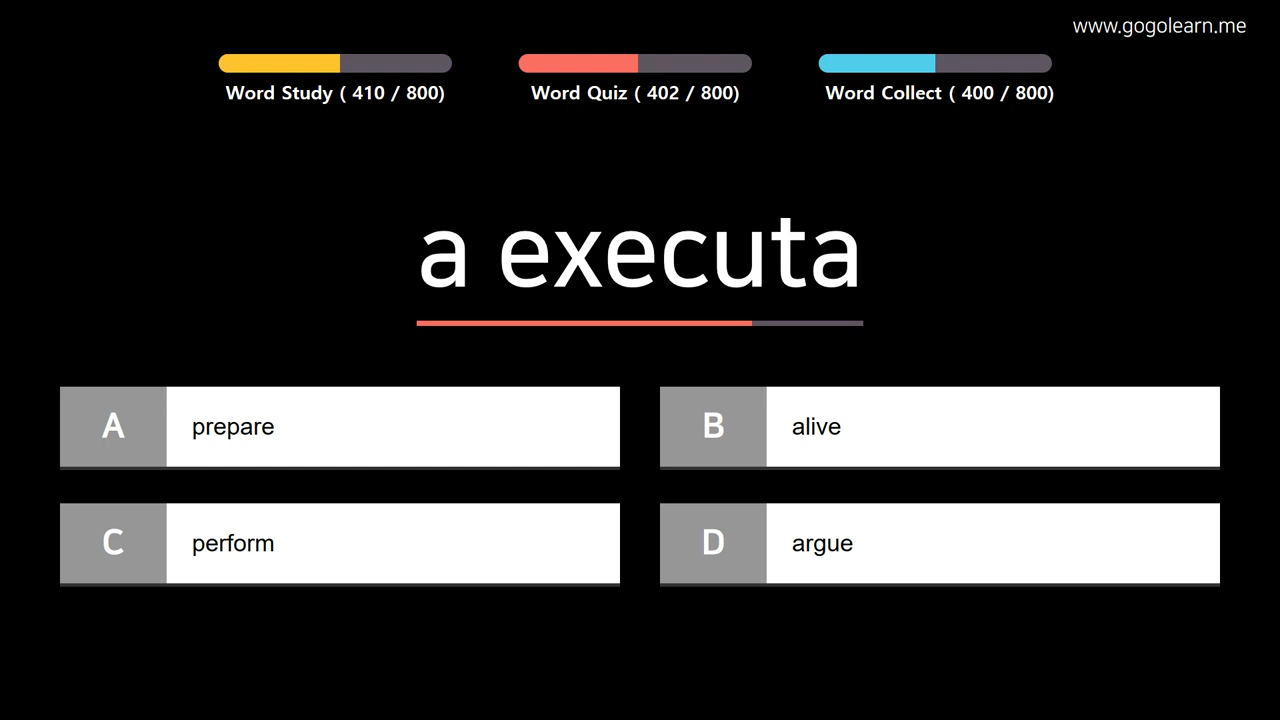 www.gogolearn.me
Word Study ( 410 / 800)
Word Quiz ( 402 / 800)
Word Collect ( 400 / 800)
a executa
A
prepare
B
alive
C
perform
D
argue